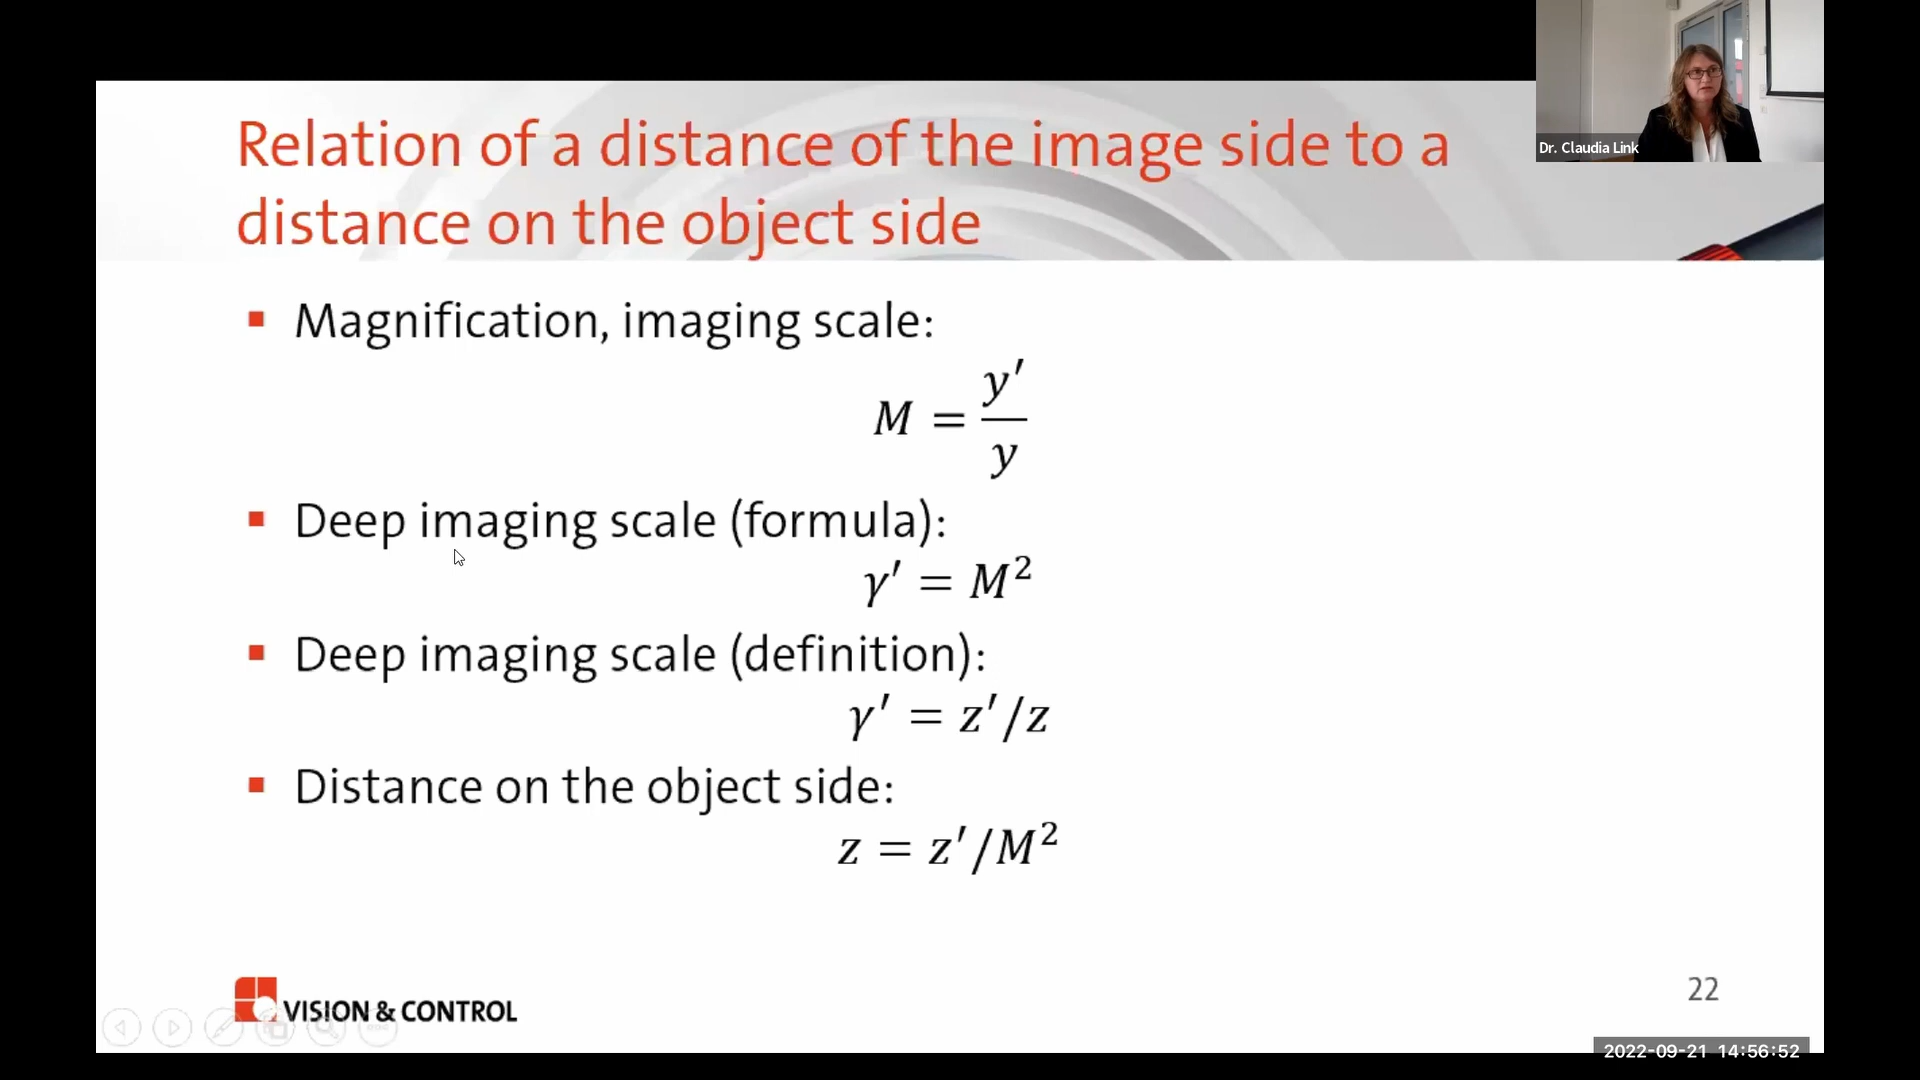 Dr. Claudia Link
Relation of a distance of the image side to a
distance on the object side
▪ Magnification, imaging scale:
M = y′/y
▪ Deep imaging scale (formula):
γ′ = M²
▪ Deep imaging scale (definition):
γ′ = z′/z
▪ Distance on the object side:
z = z′/M²
VISION & CONTROL
22
2022-09-21 14:56:52